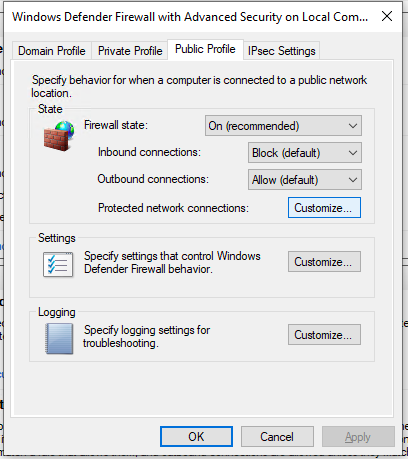 Windows Defender Firewall with Advanced Security on Local Com...
Domain Profile Private Profile Public Profile IPsec Settings
Specify behavior for when a computer is connected to a public network
location.
State
Firewall state: On (recommended)
Inbound connections: Block (default)
Outbound connections: Allow (default)
Protected network connections: Customize...
Settings
Specify settings that control Windows
Defender Firewall behavior.
Customize...
Logging
Specify logging settings for
troubleshooting.
Customize...
OK Cancel Apply